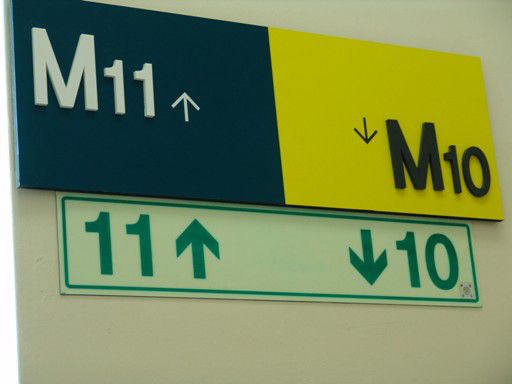 M11 ↑
↓ M10
11 ↑ ↓ 10